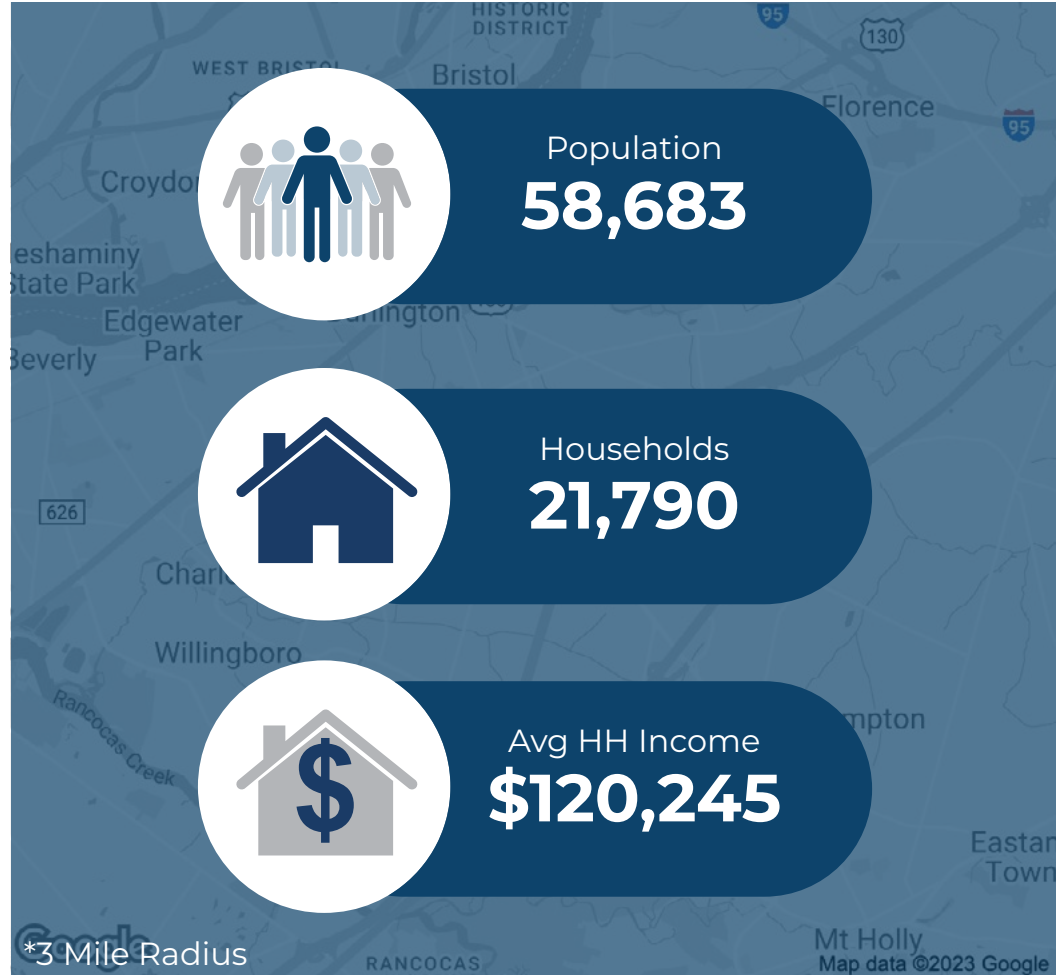 HISTORIC
DISTRICT
95
130
WEST BRISTOL
Bristol
Florence
95
Population
58,683
Croydon
eshaminy
State Park
Edgewater
Park
Beverly
Households
21,790
626
Willingboro
Rancocas Creek
Avg HH Income
$120,245
mpton
Eastam
Town
Google
*3 Mile Radius
RANCOCAS
Mt Holly
Map data ©2023 Google